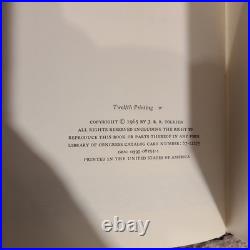 Twelfth Printing w
COPYRIGHT © 1965 BY J. R. R. TOLKIEN
ALL RIGHTS RESERVED INCLUDING THE RIGHT TO
REPRODUCE THIS BOOK OR PARTS THEREOF IN ANY FORM
LIBRARY OF CONGRESS CATALOG CARD NUMBER:
PRINTED IN THE UNITED STATES OF AMERICA